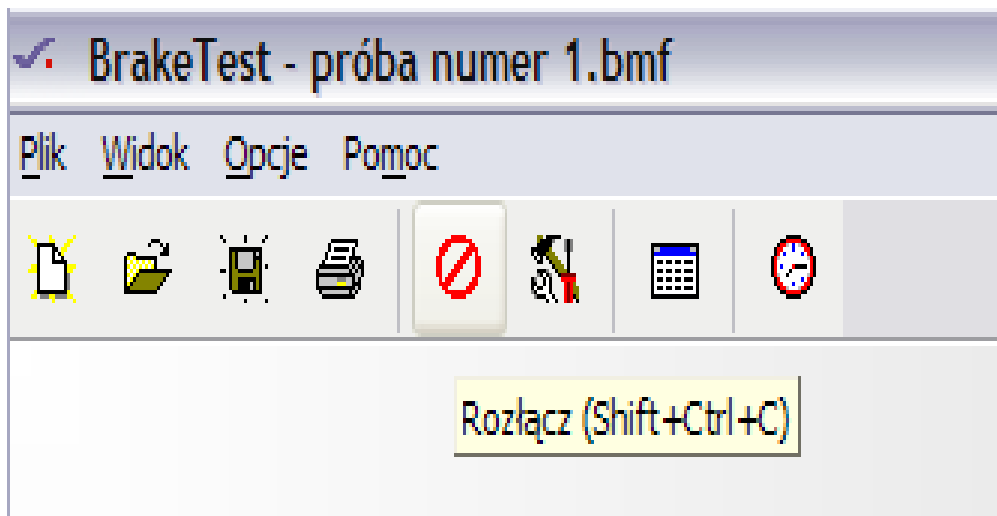 BrakeTest - próba numer 1.bmf
Plik Widok Opcje Pomoc
Rozłącz (Shift+Ctrl+C)